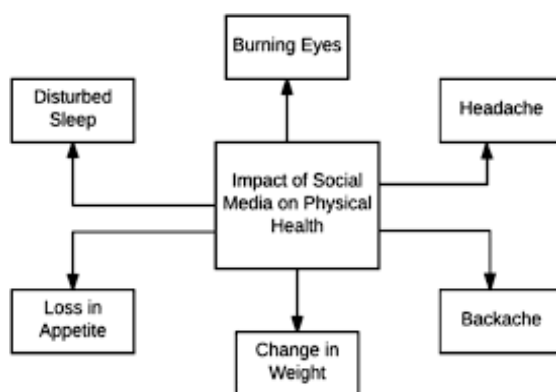 Burning Eyes
Disturbed
Sleep
Headache
Impact of Social
Media on Physical
Health
Loss in
Appetite
Backache
Change in
Weight